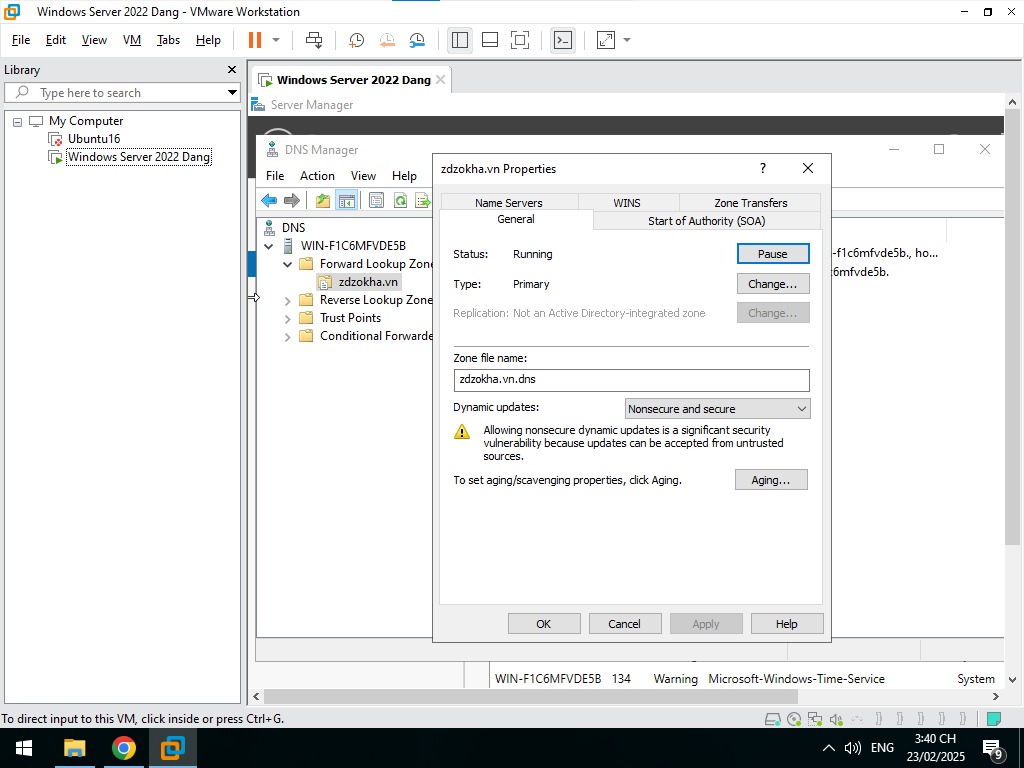 Windows Server 2022 Dang - VMware Workstation
File Edit View VM Tabs Help
Library
Type here to search
My Computer
Ubuntu16
Windows Server 2022 Dang
Windows Server 2022 Dang
Server Manager
DNS Manager
File Action View Help
DNS
WIN-F1C6MFVDE5B
Forward Lookup Zone
zdzokha.vn
Reverse Lookup Zone
Trust Points
Conditional Forwarde
-f1c6mfvde5b., ho...
c6mfvde5b.
zdzokha.vn Properties
?
Name Servers WINS Zone Transfers
General Start of Authority (SOA)
Status: Running Pause
Type: Primary Change...
Replication: Not an Active Directory-integrated zone Change...
Zone file name:
zdzokha.vn.dns
Dynamic updates: Nonsecure and secure
Allowing nonsecure dynamic updates is a significant security
vulnerability because updates can be accepted from untrusted
sources.
To set aging/scavenging properties, click Aging. Aging...
OK Cancel Apply Help
WIN-F1C6MFVDE5B 134 Warning Microsoft-Windows-Time-Service System
To direct input to this VM, click inside or press Ctrl+G.
ENG
3:40 CH
23/02/2025
9